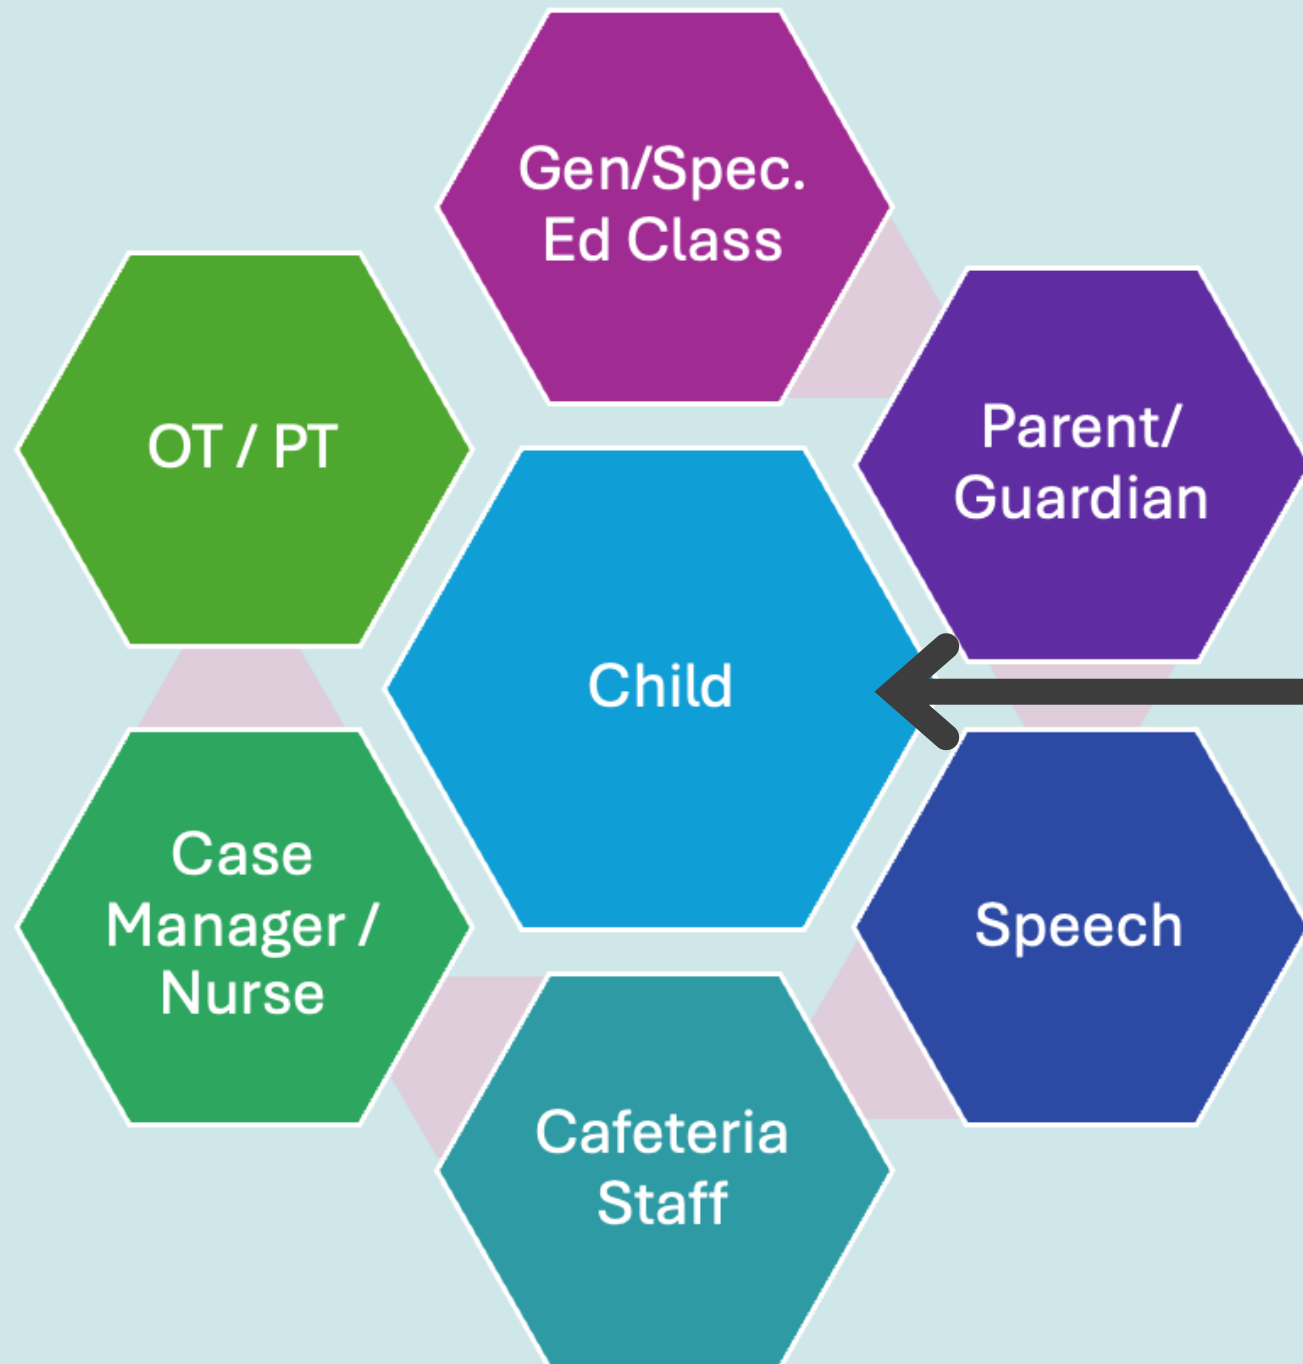 Gen/Spec.
Ed Class
Parent/
Guardian
OT / PT
Child
Case
Manager /
Nurse
Speech
Cafeteria
Staff